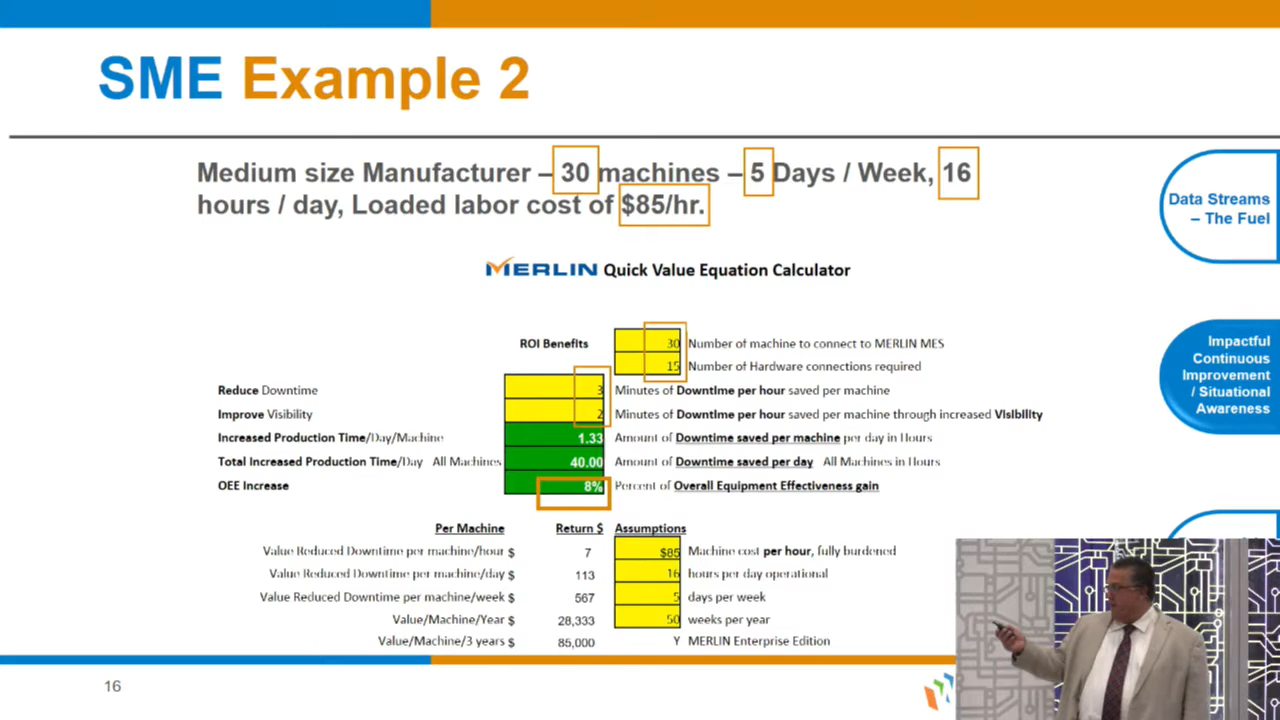 SME Example 2
Medium size Manufacturer – 30 machines – 5 Days / Week, 16
hours / day, Loaded labor cost of $85/hr.
Data Streams
– The Fuel
MERLIN Quick Value Equation Calculator
ROI Benefits 30 Number of machine to connect to MERLIN MES
15 Number of Hardware connections required
Impactful
Continuous
Improvement
/ Situational
Awareness
Reduce Downtime 3 Minutes of Downtime per hour saved per machine
Improve Visibility 2 Minutes of Downtime per hour saved per machine through increased Visibility
Increased Production Time/Day/Machine 1.33 Amount of Downtime saved per machine per day in Hours
Total Increased Production Time/Day All Machines 40.00 Amount of Downtime saved per day All Machines in Hours
OEE Increase 8% Percent of Overall Equipment Effectiveness gain
Per Machine Return $ Assumptions
Value Reduced Downtime per machine/hour $ 7 $85 Machine cost per hour, fully burdened
Value Reduced Downtime per machine/day $ 113 16 hours per day operational
Value Reduced Downtime per machine/week $ 567 5 days per week
Value/Machine/Year $ 28,333 50 weeks per year
Value/Machine/3 years $ 85,000 Y MERLIN Enterprise Edition
16